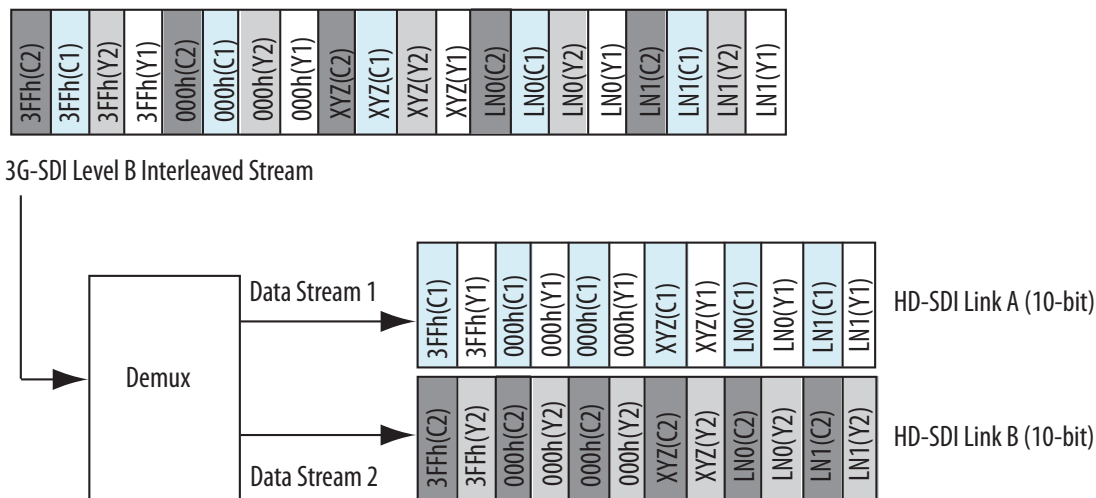 3FFh(C2) 3FFh(C1) 3FFh(Y2) 3FFh(Y1) 000h(C2) 000h(C1) 000h(Y2) 000h(Y1) XYZ(C2) XYZ(C1) XYZ(Y2) XYZ(Y1) LN0(C2) LN0(C1) LN0(Y2) LN0(Y1) LN1(C2) LN1(C1) LN1(Y2) LN1(Y1)
3G-SDI Level B Interleaved Stream
Data Stream 1
3FFh(C1) 3FFh(Y1) 000h(C1) 000h(Y1) 000h(C1) 000h(Y1) XYZ(C1) XYZ(Y1) LN0(C1) LN0(Y1) LN1(C1) LN1(Y1)
HD-SDI Link A (10-bit)
Demux
3FFh(C2) 3FFh(Y2) 000h(C2) 000h(Y2) 000h(C2) 000h(Y2) XYZ(C2) XYZ(Y2) LN0(C2) LN0(Y2) LN1(C2) LN1(Y2)
HD-SDI Link B (10-bit)
Data Stream 2